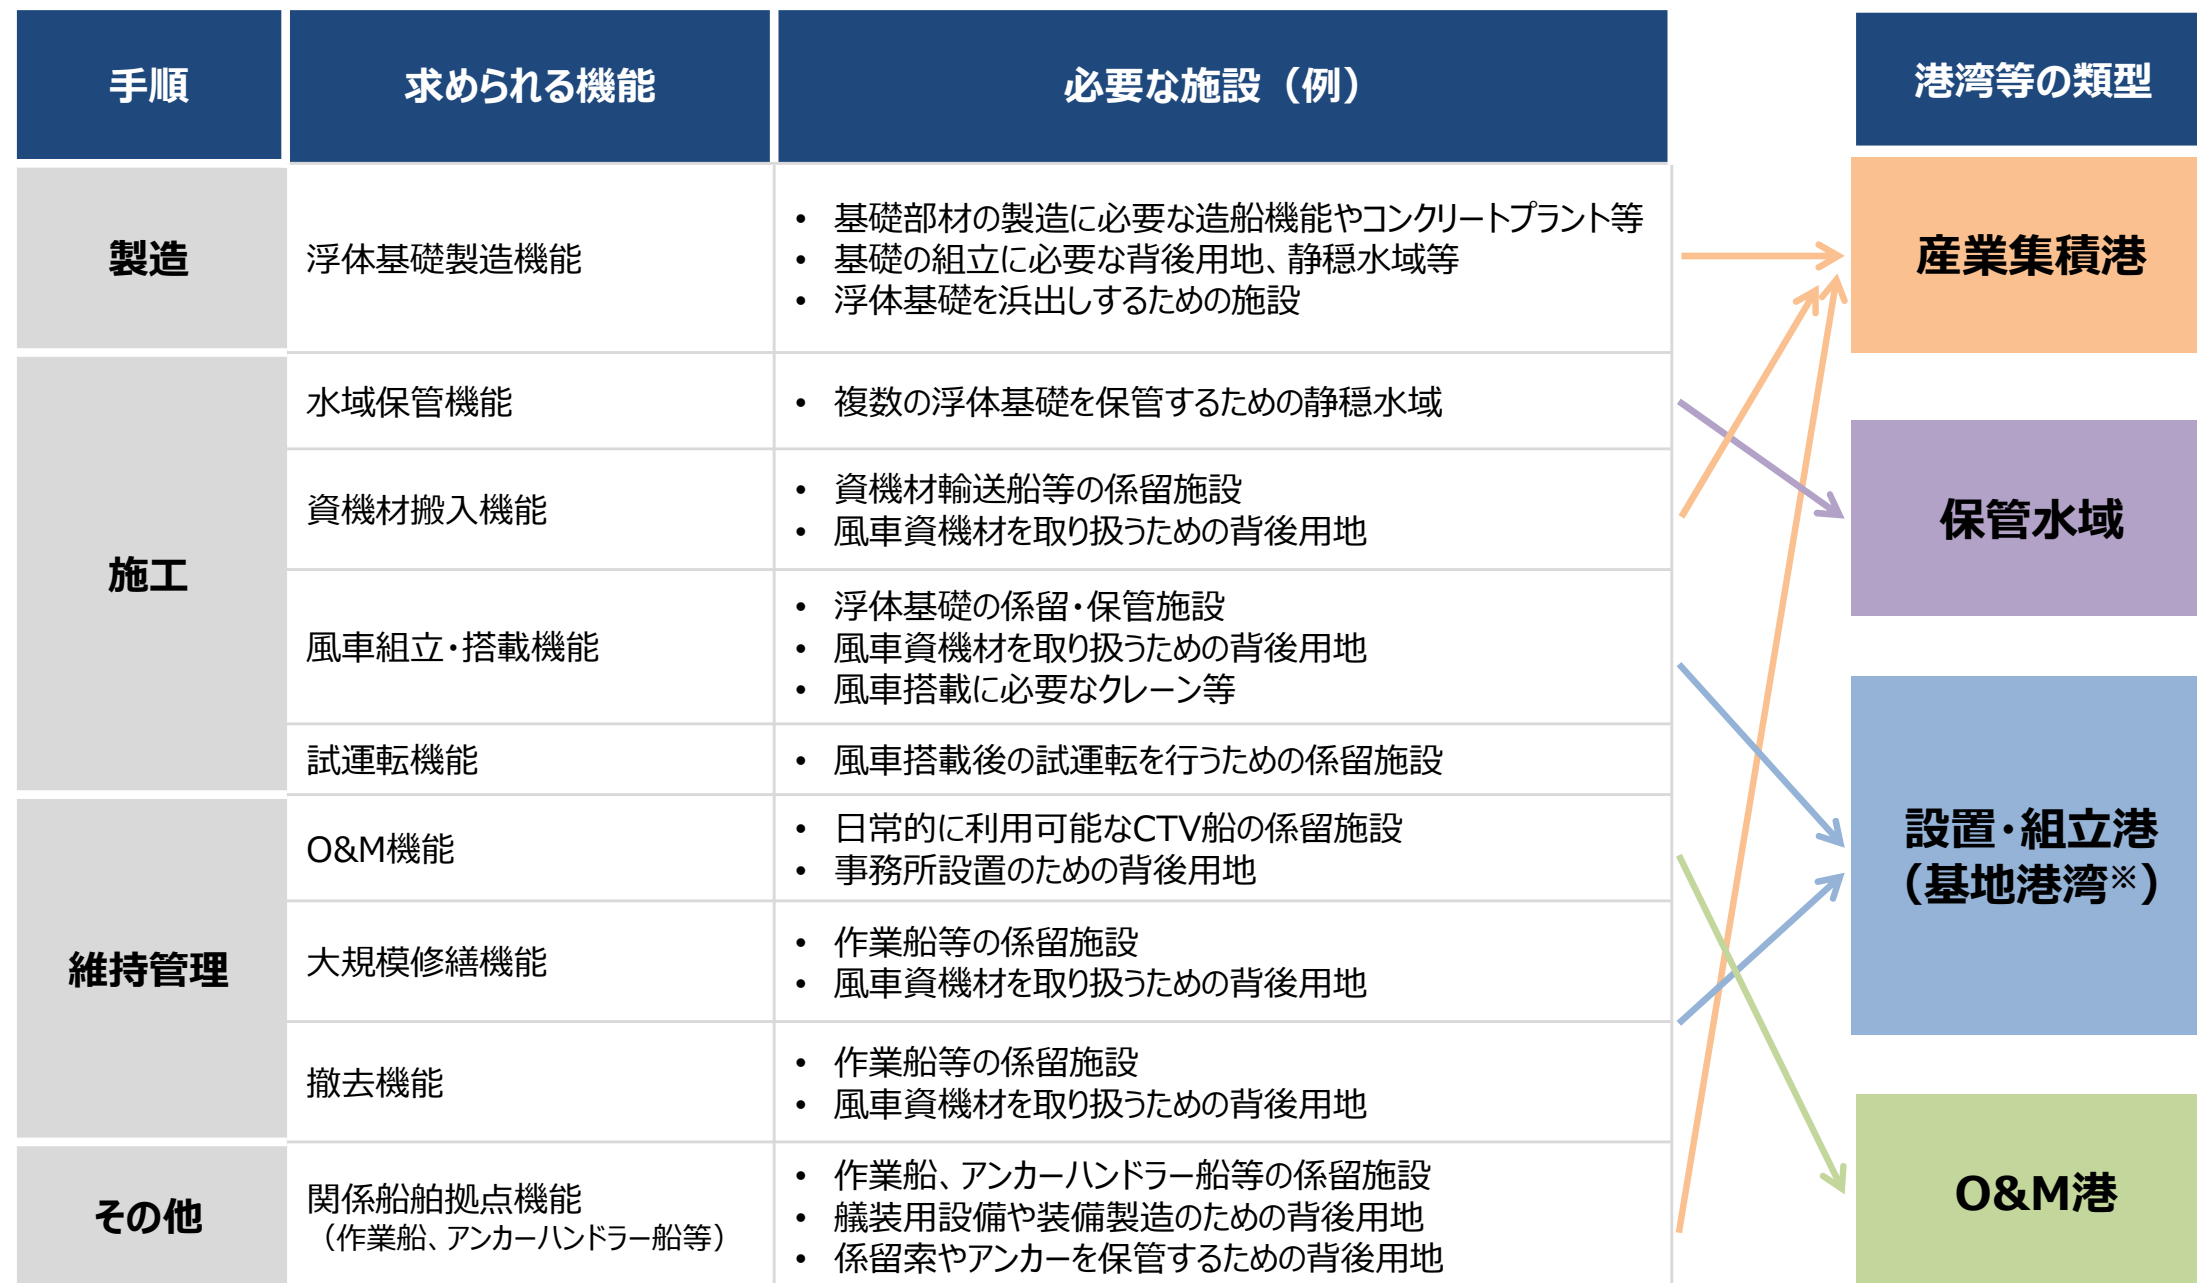 手順
求められる機能
必要な施設（例）
港湾等の類型
製造
浮体基礎製造機能
• 基礎部材の製造に必要な造船機能やコンクリートプラント等
• 基礎の組立に必要な背後用地、静穏水域等
• 浮体基礎を浜出しするための施設
産業集積港
施工
水域保管機能
• 複数の浮体基礎を保管するための静穏水域
資機材搬入機能
• 資機材輸送船等の係留施設
• 風車資機材を取り扱うための背後用地
保管水域
風車組立・搭載機能
• 浮体基礎の係留・保管施設
• 風車資機材を取り扱うための背後用地
• 風車搭載に必要なクレーン等
試運転機能
• 風車搭載後の試運転を行うための係留施設
設置・組立港
（基地港湾※）
維持管理
O&M機能
• 日常的に利用可能なCTV船の係留施設
• 事務所設置のための背後用地
大規模修繕機能
• 作業船等の係留施設
• 風車資機材を取り扱うための背後用地
撤去機能
• 作業船等の係留施設
• 風車資機材を取り扱うための背後用地
その他
関係船舶拠点機能
（作業船、アンカーハンドラー船等）
• 作業船、アンカーハンドラー船等の係留施設
• 艤装用設備や装備製造のための背後用地
• 係留索やアンカーを保管するための背後用地
O&M港